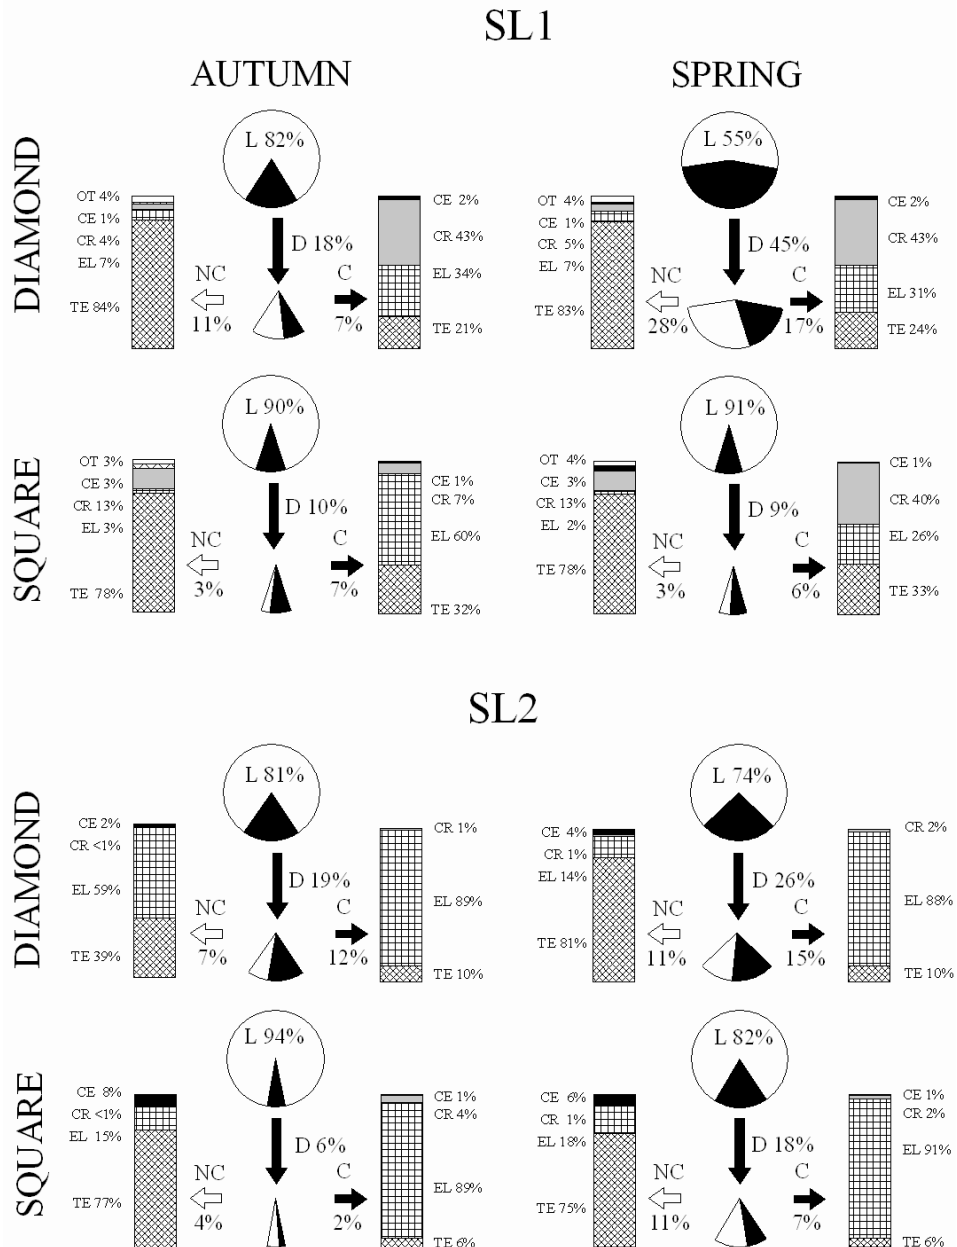 SL1
AUTUMN
SPRING
DIAMOND
L 82%
OT 4%
CE 1%
CR 4%
EL 7%
TE 84%
D 18%
NC
11%
C
7%
CE 2%
CR 43%
EL 34%
TE 21%
L 55%
OT 4%
CE 1%
CR 5%
EL 7%
TE 83%
D 45%
NC
28%
C
17%
CE 2%
CR 43%
EL 31%
TE 24%
SQUARE
L 90%
OT 3%
CE 3%
CR 13%
EL 3%
TE 78%
D 10%
NC
3%
C
7%
CE 1%
CR 7%
EL 60%
TE 32%
L 91%
OT 4%
CE 3%
CR 13%
EL 2%
TE 78%
D 9%
NC
3%
C
6%
CE 1%
CR 40%
EL 26%
TE 33%
SL2
DIAMOND
L 81%
CE 2%
CR <1%
EL 59%
TE 39%
D 19%
NC
7%
C
12%
CR 1%
EL 89%
TE 10%
L 74%
CE 4%
CR 1%
EL 14%
TE 81%
D 26%
NC
11%
C
15%
CR 2%
EL 88%
TE 10%
SQUARE
L 94%
CE 8%
CR <1%
EL 15%
TE 77%
D 6%
NC
4%
C
2%
CE 1%
CR 4%
EL 89%
TE 6%
L 82%
CE 6%
CR 1%
EL 18%
TE 75%
D 18%
NC
11%
C
7%
CE 1%
CR 2%
EL 91%
TE 6%